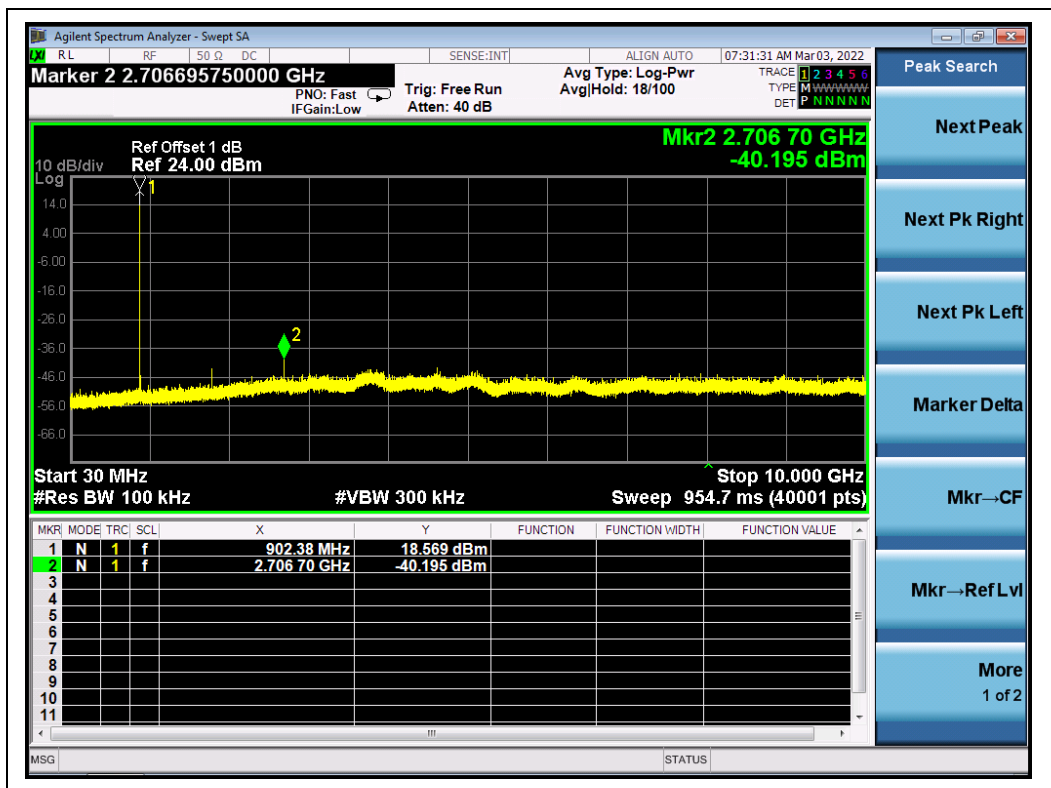 Agilent Spectrum Analyzer - Swept SA
LXI RL RF 50 Ω DC SENSE:INT ALIGN AUTO 07:31:31 AM Mar 03, 2022
Marker 2 2.706695750000 GHz
PNO: Fast
IFGain:Low
Trig: Free Run
Atten: 40 dB
Avg Type: Log-Pwr
Avg|Hold: 18/100
TRACE 1 2 3 4 5 6
TYPE M WWWWW
DET P N N N N N
Peak Search
Next Peak
Next Pk Right
Next Pk Left
Marker Delta
Mkr→CF
Mkr→Ref Lvl
More
1 of 2
Mkr2 2.706 70 GHz
-40.195 dBm
Ref Offset 1 dB
10 dB/div Ref 24.00 dBm
Log
1
14.0
4.00
-6.00
-16.0
-26.0
2
-36.0
-46.0
-56.0
-66.0
Start 30 MHz Stop 10.000 GHz
#Res BW 100 kHz #VBW 300 kHz Sweep 954.7 ms (40001 pts)
MKR MODE TRC SCL X Y FUNCTION FUNCTION WIDTH FUNCTION VALUE
1 N 1 f 902.38 MHz 18.569 dBm
2 N 1 f 2.706 70 GHz -40.195 dBm
3
4
5
6
7
8
9
10
11
MSG STATUS